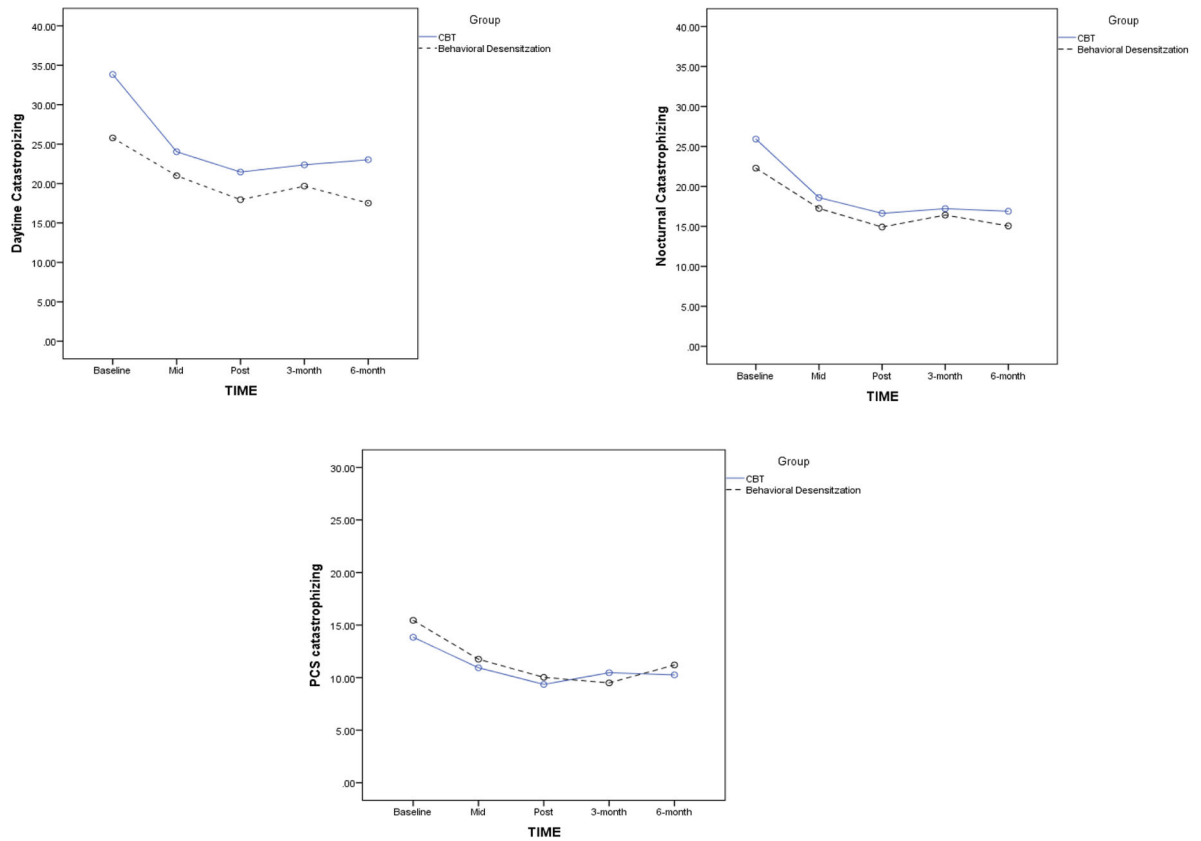 Group
CBT
Behavioral Desensitzation
Daytime Catastropizing
40.00
35.00
30.00
25.00
20.00
15.00
10.00
5.00
.00
Baseline Mid Post 3-month 6-month
TIME
Group
CBT
Behavioral Desensitzation
Nocturnal Catastrophizing
40.00
35.00
30.00
25.00
20.00
15.00
10.00
5.00
.00
Baseline Mid Post 3-month 6-month
TIME
Group
CBT
Behavioral Desensitzation
PCS catastrophizing
30.00
25.00
20.00
15.00
10.00
5.00
.00
Baseline Mid Post 3-month 6-month
TIME